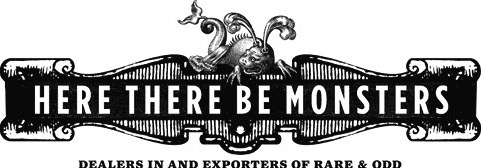 HERE THERE BE MONSTERS
DEALERS IN AND EXPORTERS OF RARE & ODD